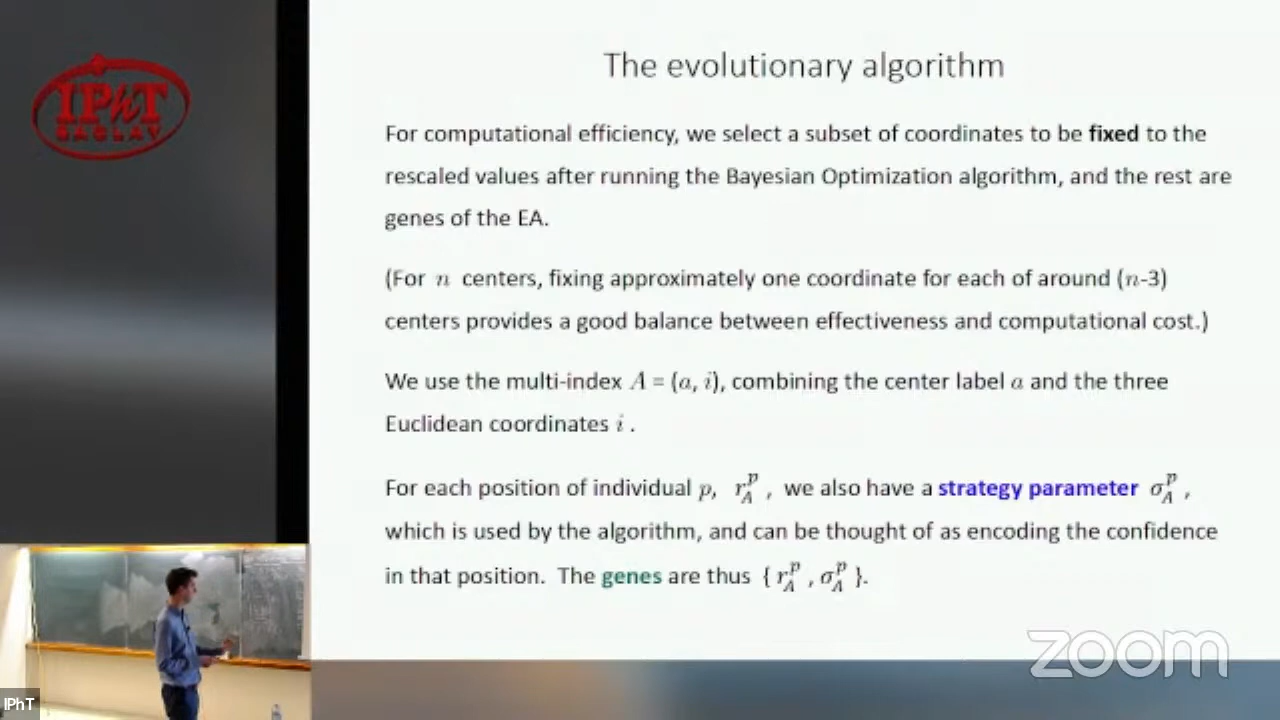 IPhT
SACLAY
The evolutionary algorithm
For computational efficiency, we select a subset of coordinates to be fixed to the
rescaled values after running the Bayesian Optimization algorithm, and the rest are
genes of the EA.
(For n centers, fixing approximately one coordinate for each of around (n-3)
centers provides a good balance between effectiveness and computational cost.)
We use the multi-index A = (a, i), combining the center label a and the three
Euclidean coordinates i .
For each position of individual p, r_A^p , we also have a strategy parameter σ_A^p ,
which is used by the algorithm, and can be thought of as encoding the confidence
in that position. The genes are thus { r_A^p , σ_A^p }.
zoom
IPhT